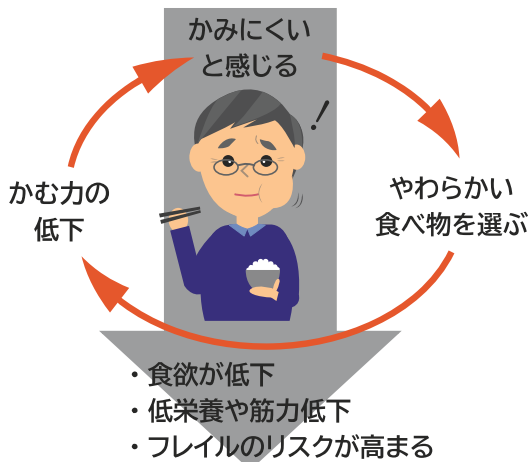 かみにくい
と感じる
！
やわらかい
食べ物を選ぶ
かむ力の
低下
・食欲が低下
・低栄養や筋力低下
・フレイルのリスクが高まる